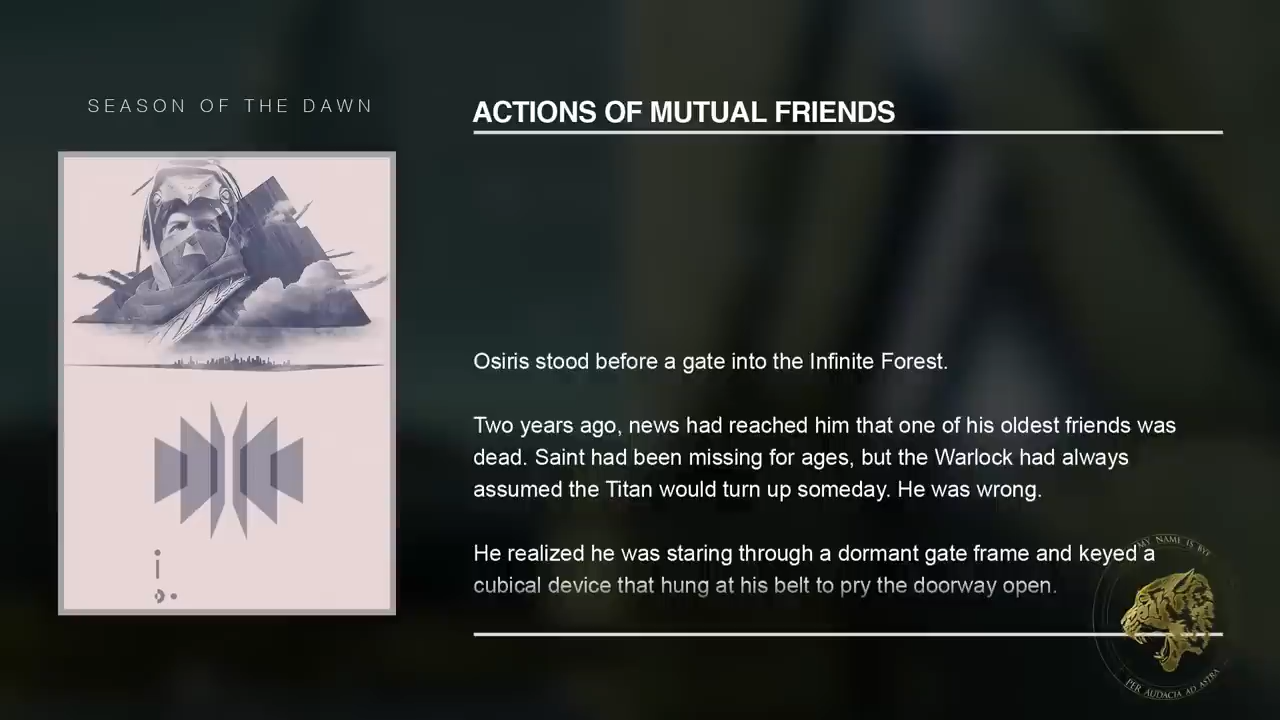 SEASON OF THE DAWN
ACTIONS OF MUTUAL FRIENDS
Osiris stood before a gate into the Infinite Forest.
Two years ago, news had reached him that one of his oldest friends was
dead. Saint had been missing for ages, but the Warlock had always
assumed the Titan would turn up someday. He was wrong.
He realized he was staring through a dormant gate frame and keyed a
cubical device that hung at his belt to pry the doorway open.
MY NAME IS BYF
PER AUDACIA AD ASTRA